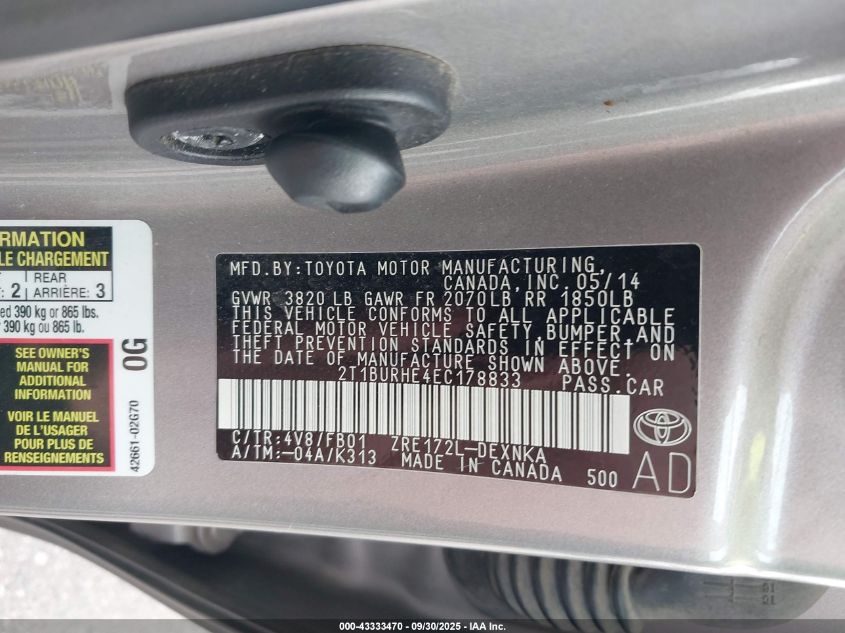 RMATION
LE CHARGEMENT
: 2 REAR
ARRIÈRE: 3
ed 390 kg or 865 lbs.
r 390 kg ou 865 lb.
SEE OWNER'S
MANUAL FOR
ADDITIONAL
INFORMATION
VOIR LE MANUEL
DE L'USAGER
POUR PLUS DE
RENSEIGNEMENTS
0G
42661-02G70
MFD.BY:TOYOTA MOTOR MANUFACTURING,
CANADA,INC.05/14
GVWR 3820 LB GAWR FR 2070LB RR 1850LB
THIS VEHICLE CONFORMS TO ALL APPLICABLE
FEDERAL MOTOR VEHICLE SAFETY,BUMPER,AND
THEFT PREVENTION STANDARDS IN EFFECT ON
THE DATE OF MANUFACTURE SHOWN ABOVE.
2T1BURHE4EC178833 PASS.CAR
C/TR:4V8/FB01 ZRE172L-DEXNKA
A/TM:-04A/K313 MADE IN CANADA 500
AD
000-43333470 - 09/30/2025 - IAA Inc.